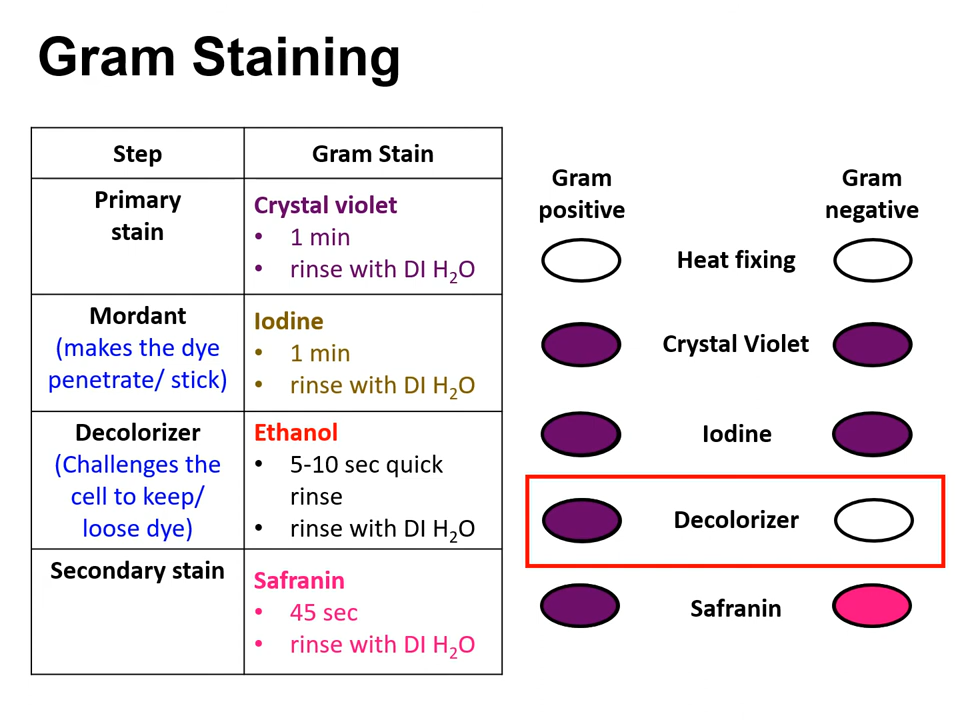 Gram Staining
Step
Gram Stain
Primary
stain
Crystal violet
• 1 min
• rinse with DI H₂O
Mordant
(makes the dye
penetrate/ stick)
Iodine
• 1 min
• rinse with DI H₂O
Decolorizer
(Challenges the
cell to keep/
loose dye)
Ethanol
• 5-10 sec quick
rinse
• rinse with DI H₂O
Secondary stain
Safranin
• 45 sec
• rinse with DI H₂O
Gram
positive
Gram
negative
Heat fixing
Crystal Violet
Iodine
Decolorizer
Safranin